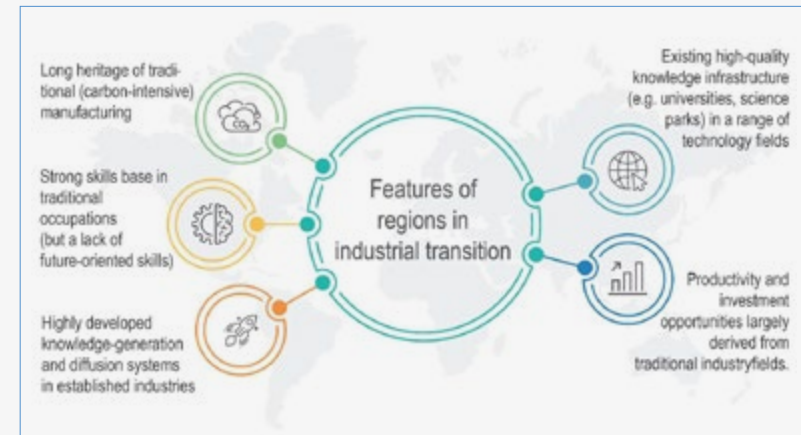 Long heritage of tradi-
tional (carbon-intensive)
manufacturing
CO₂
Strong skills base in
traditional
occupations
(but a lack of
future-oriented skills)
Highly developed
knowledge-generation
and diffusion systems
in established industries
Features of
regions in
industrial transition
Existing high-quality
knowledge infrastructure
(e.g. universities, science
parks) in a range of
technology fields
Productivity and
investment
opportunities largely
derived from
traditional industryfields.